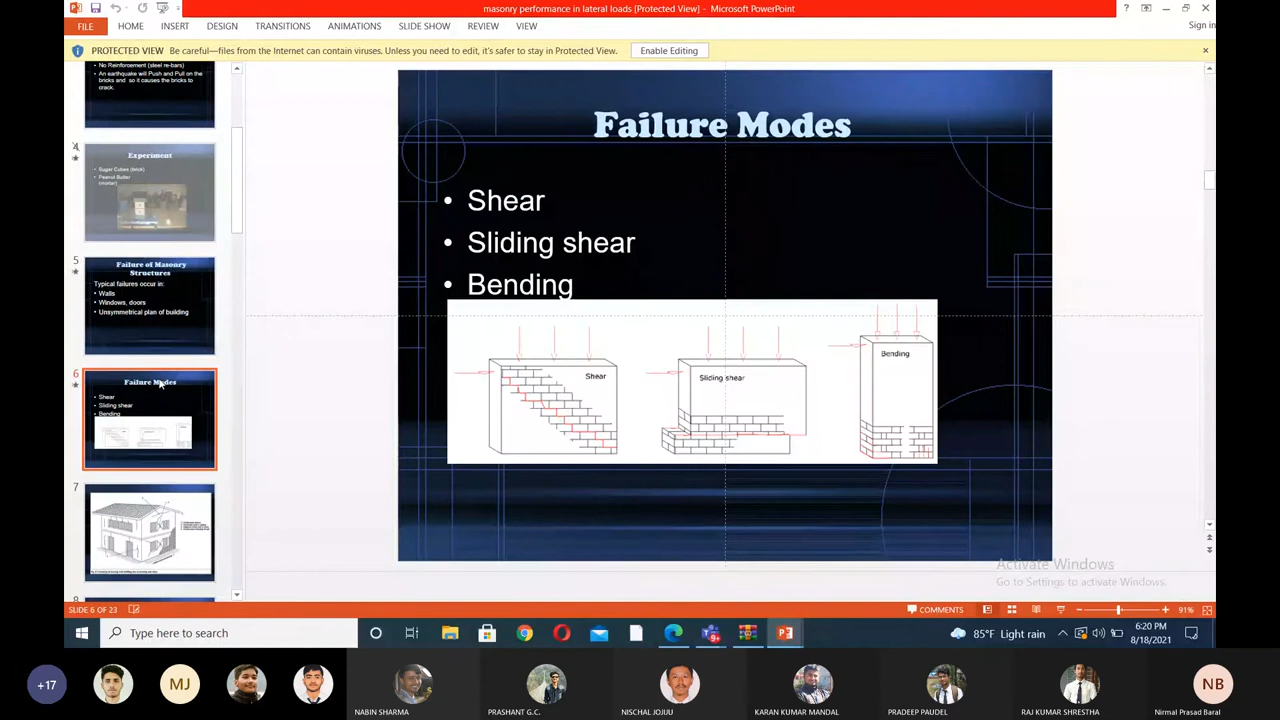 masonry performance in lateral loads [Protected View] - Microsoft PowerPoint
Sign in
FILE HOME INSERT DESIGN TRANSITIONS ANIMATIONS SLIDE SHOW REVIEW VIEW
PROTECTED VIEW Be careful—files from the Internet can contain viruses. Unless you need to edit, it's safer to stay in Protected View. Enable Editing
No Reinforcement (steel re-bars)
• An earthquake will Push and Pull on the
bricks and so it causes the bricks to
crack.
4
Experiment
• Sugar Cubes (brick)
• Peanut Butter
(mortar)
5
Failure of Masonry
Structures
Typical failures occur in:
• Walls
• Windows, doors
• Unsymmetrical plan of building
6
Failure Modes
• Shear
• Sliding shear
• Bending
7
8
Failure Modes
• Shear
• Sliding shear
• Bending
Shear
Sliding shear
Bending
Activate Windows
Go to Settings to activate Windows.
SLIDE 6 OF 23
COMMENTS
91%
Type here to search
85°F Light rain
6:20 PM
8/18/2021
+17
MJ
NABIN SHARMA
PRASHANT G.C.
NISCHAL JOJIJU
KARAN KUMAR MANDAL
PRADEEP PAUDEL
RAJ KUMAR SHRESTHA
NB
Nirmal Prasad Baral